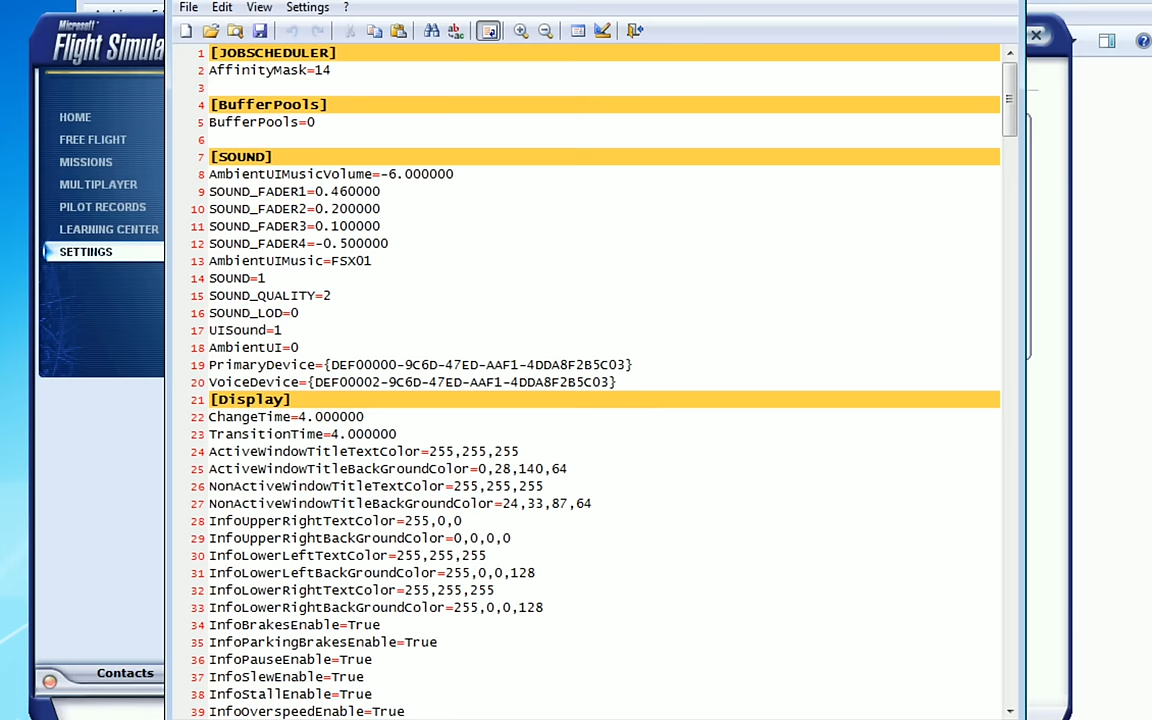 File Edit View Settings ?
Microsoft
Flight Simula
HOME
FREE FLIGHT
MISSIONS
MULTIPLAYER
PILOT RECORDS
LEARNING CENTER
SETTINGS
Contacts
1 [JOBSCHEDULER]
2 AffinityMask=14
3
4 [BufferPools]
5 BufferPools=0
6
7 [SOUND]
8 AmbientUIMusicVolume=-6.000000
9 SOUND_FADER1=0.460000
10 SOUND_FADER2=0.200000
11 SOUND_FADER3=0.100000
12 SOUND_FADER4=-0.500000
13 AmbientUIMusic=FSX01
14 SOUND=1
15 SOUND_QUALITY=2
16 SOUND_LOD=0
17 UISound=1
18 AmbientUI=0
19 PrimaryDevice={DEF00000-9C6D-47ED-AAF1-4DDA8F2B5C03}
20 VoiceDevice={DEF00002-9C6D-47ED-AAF1-4DDA8F2B5C03}
21 [Display]
22 ChangeTime=4.000000
23 TransitionTime=4.000000
24 ActiveWindowTitleTextColor=255,255,255
25 ActiveWindowTitleBackGroundColor=0,28,140,64
26 NonActiveWindowTitleTextColor=255,255,255
27 NonActiveWindowTitleBackGroundColor=24,33,87,64
28 InfoUpperRightTextColor=255,0,0
29 InfoUpperRightBackGroundColor=0,0,0,0
30 InfoLowerLeftTextColor=255,255,255
31 InfoLowerLeftBackGroundColor=255,0,0,128
32 InfoLowerRightTextColor=255,255,255
33 InfoLowerRightBackGroundColor=255,0,0,128
34 InfoBrakesEnable=True
35 InfoParkingBrakesEnable=True
36 InfoPauseEnable=True
37 InfoSlewEnable=True
38 InfoStallEnable=True
39 InfoOverspeedEnable=True